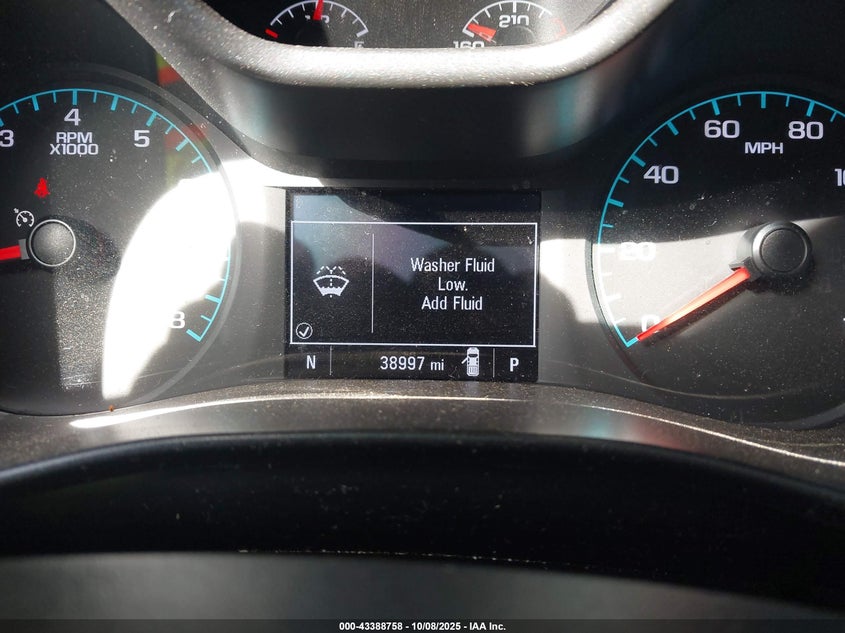 210
160
3
4
5
RPM
X1000
8
0
20
40
60
80
MPH
Washer Fluid
Low.
Add Fluid
N
38997 mi
P
000-43388758 - 10/08/2025 - IAA Inc.